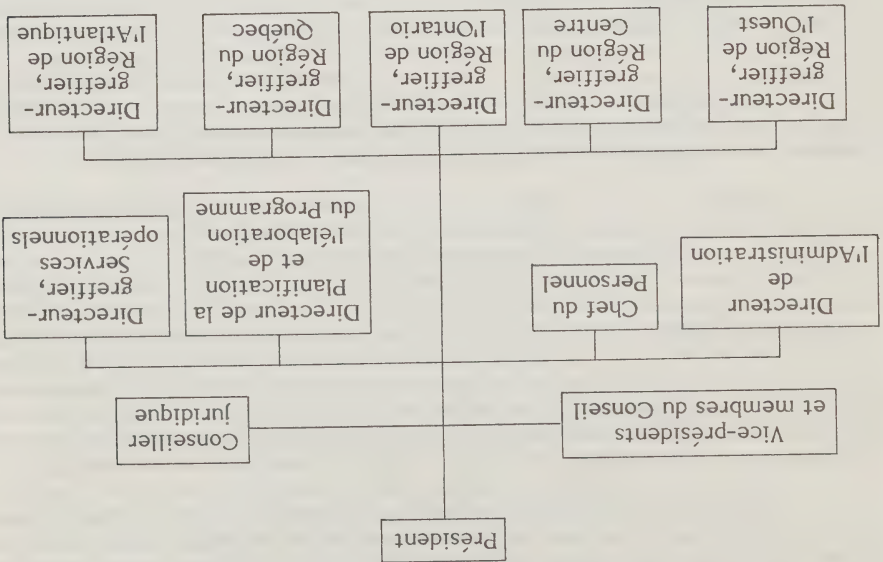 Président
Vice-présidents
et membres du Conseil
Conseiller
juridique
Directeur
de
l'Administration
Chef du
Personnel
Directeur de la
Planification
et de
l'élaboration
du Programme
Directeur-
greffier,
Services
opérationnels
Directeur-
greffier,
Région de
l'Ouest
Directeur-
greffier,
Région du
Centre
Directeur-
greffier,
Région de
l'Ontario
Directeur-
greffier,
Région du
Québec
Directeur-
greffier,
Région de
l'Atlantique